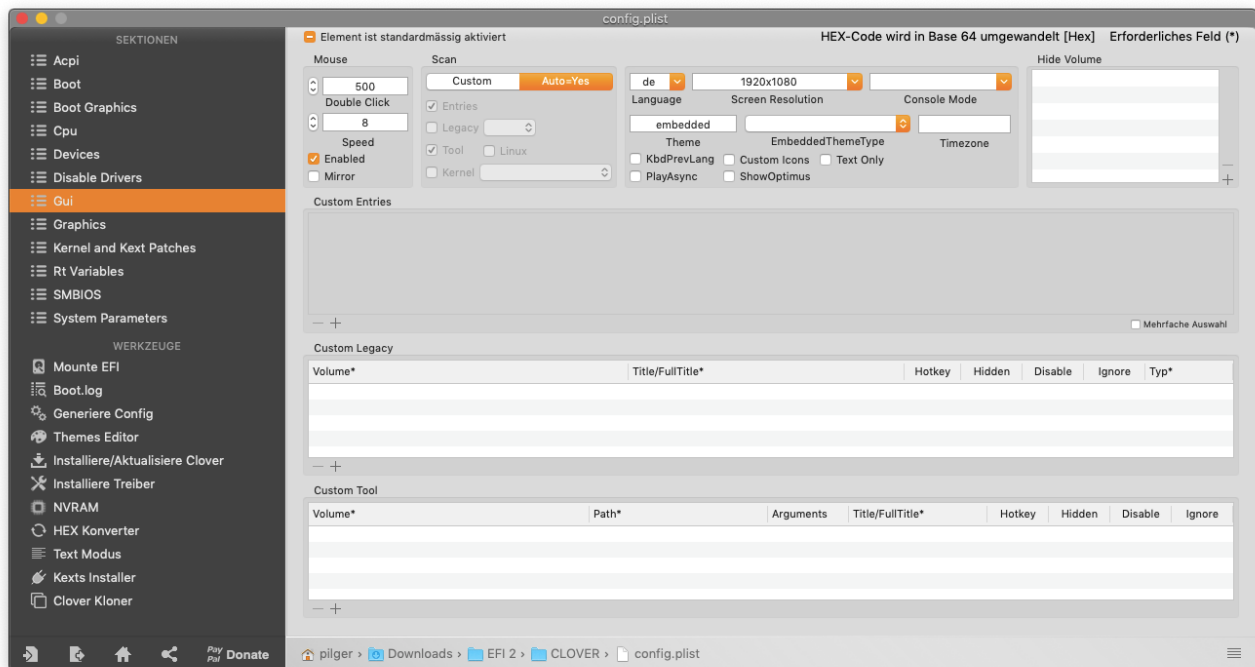 config.plist
SEKTIONEN
Acpi
Boot
Boot Graphics
Cpu
Devices
Disable Drivers
Gui
Graphics
Kernel and Kext Patches
Rt Variables
SMBIOS
System Parameters
WERKZEUGE
Mounte EFI
Boot.log
Generiere Config
Themes Editor
Installiere/Aktualisiere Clover
Installiere Treiber
NVRAM
HEX Konverter
Text Modus
Kexts Installer
Clover Kloner
Pay Pal Donate
Element ist standardmässig aktiviert
HEX-Code wird in Base 64 umgewandelt [Hex] Erforderliches Feld (*)
Mouse
500
Double Click
8
Speed
Enabled
Mirror
Scan
Custom Auto=Yes
Entries
Legacy
Tool Linux
Kernel
de 1920x1080
Language Screen Resolution Console Mode
embedded
Theme EmbeddedThemeType Timezone
KbdPrevLang Custom Icons Text Only
PlayAsync ShowOptimus
Hide Volume
Custom Entries
Mehrfache Auswahl
Custom Legacy
Volume* Title/FullTitle* Hotkey Hidden Disable Ignore Typ*
Custom Tool
Volume* Path* Arguments Title/FullTitle* Hotkey Hidden Disable Ignore
pilger › Downloads › EFI 2 › CLOVER › config.plist